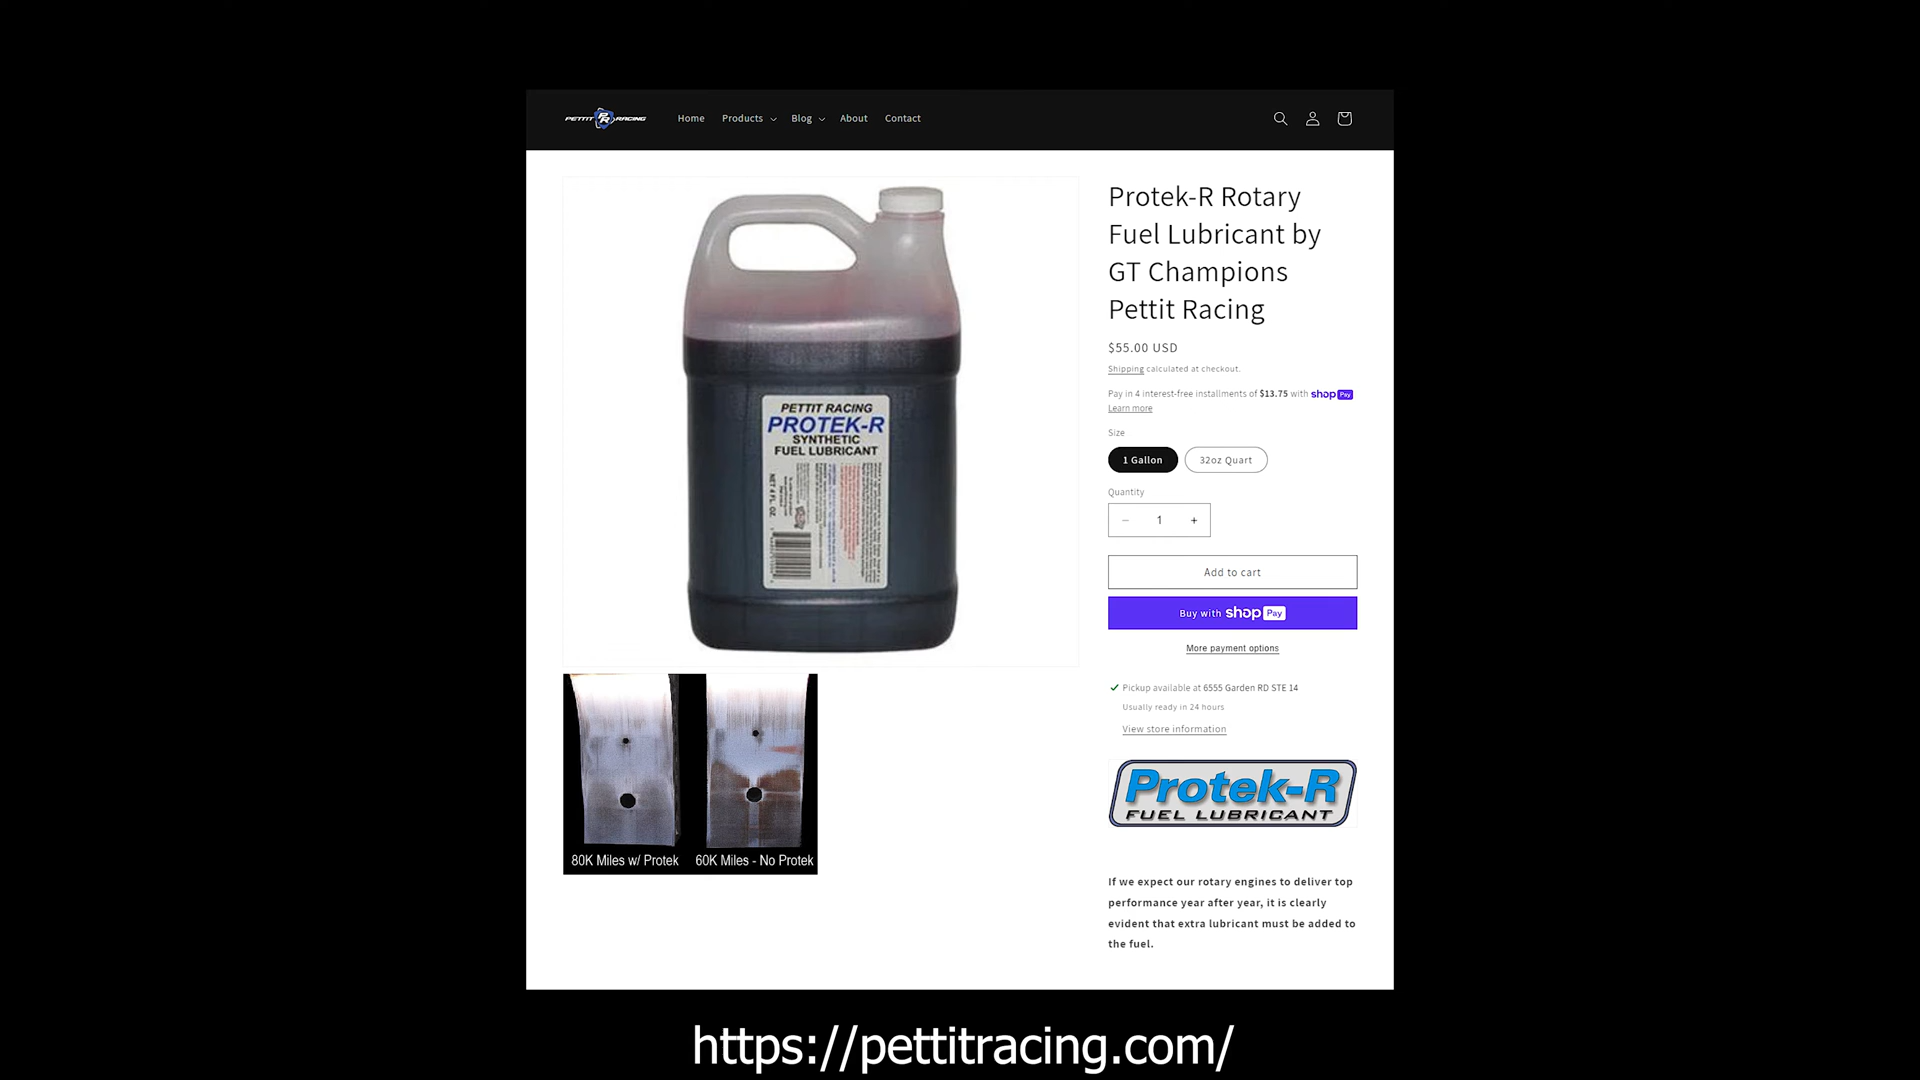 PETTIT RACING
Home
Products
Blog
About
Contact
PETTIT RACING
PROTEK-R
SYNTHETIC
FUEL LUBRICANT
80K Miles w/ Protek
60K Miles - No Protek
Protek-R Rotary
Fuel Lubricant by
GT Champions
Pettit Racing
$55.00 USD
Shipping calculated at checkout.
Pay in 4 interest-free installments of $13.75 with shop Pay
Learn more
Size
1 Gallon
32oz Quart
Quantity
− 1 +
Add to cart
Buy with shop Pay
More payment options
Pickup available at 6555 Garden RD STE 14
Usually ready in 24 hours
View store information
Protek-R
FUEL LUBRICANT
If we expect our rotary engines to deliver top
performance year after year, it is clearly
evident that extra lubricant must be added to
the fuel.
https://pettitracing.com/